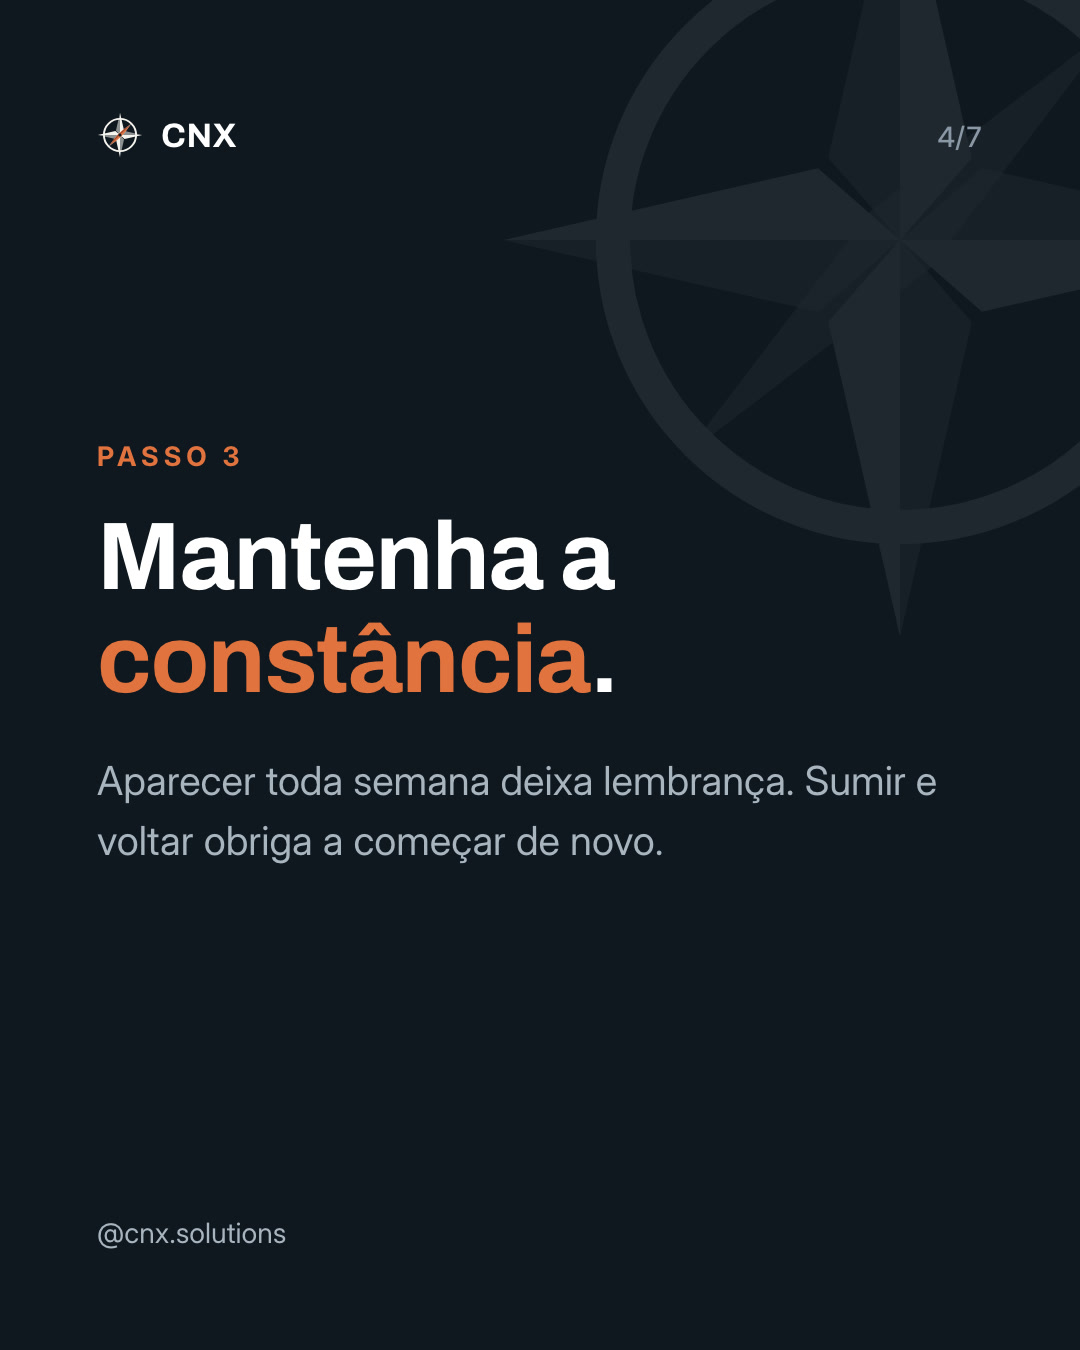 CNX
4/7
PASSO 3
Mantenha a
constância.
Aparecer toda semana deixa lembrança. Sumir e
voltar obriga a começar de novo.
@cnx.solutions